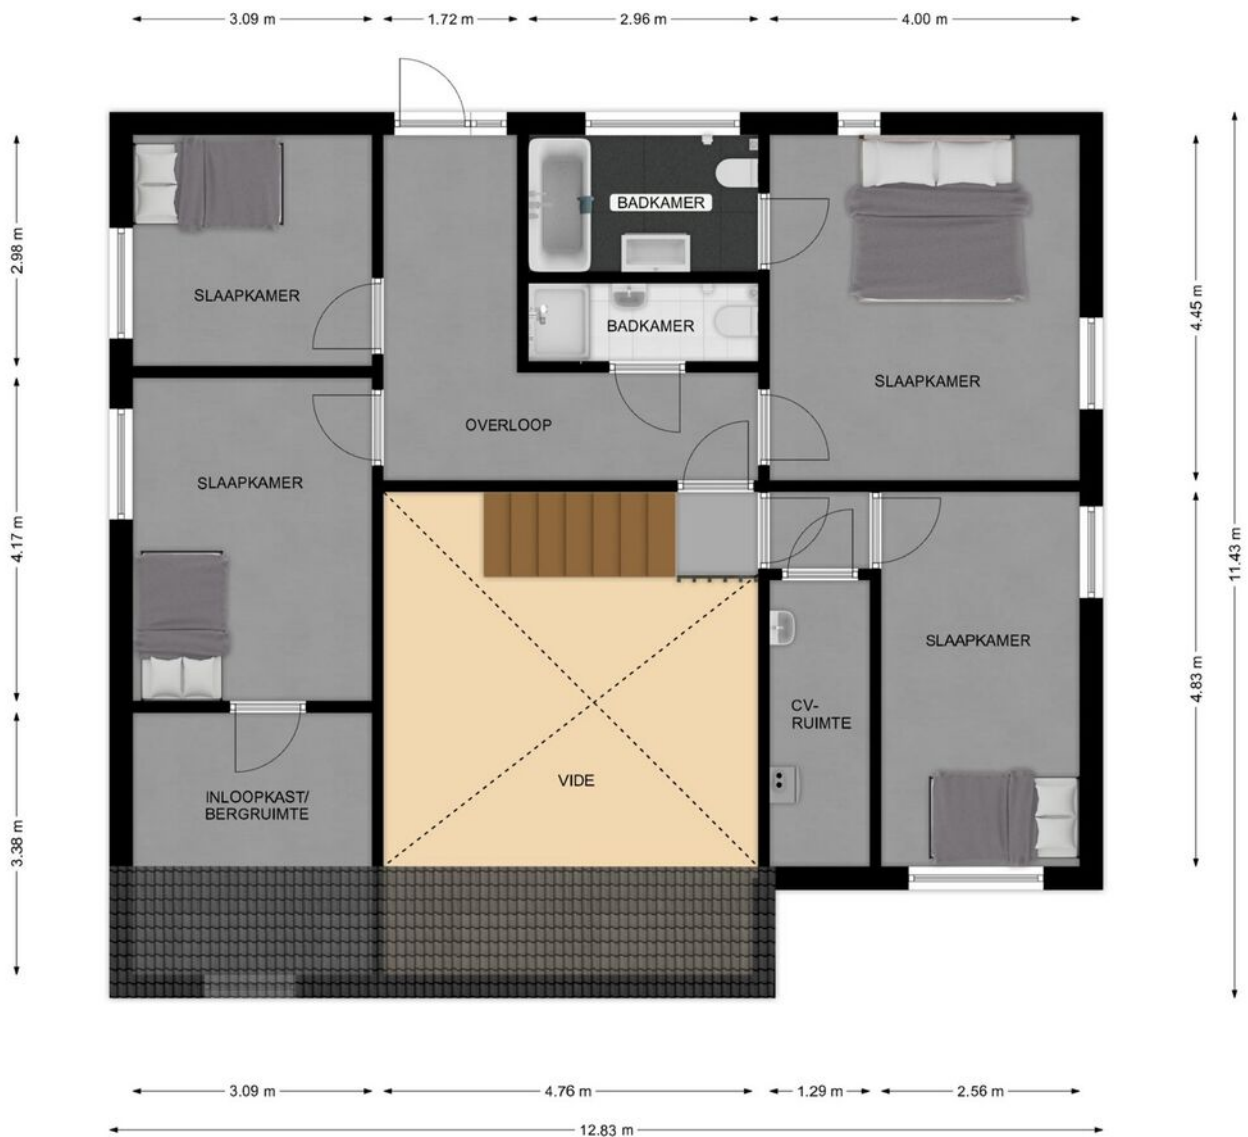 3.09 m
1.72 m
2.96 m
4.00 m
2.98 m
4.17 m
3.38 m
SLAAPKAMER
BADKAMER
BADKAMER
SLAAPKAMER
OVERLOOP
SLAAPKAMER
SLAAPKAMER
CV-
RUIMTE
VIDE
INLOOPKAST/
BERGRUIMTE
4.45 m
4.83 m
11.43 m
3.09 m
4.76 m
1.29 m
2.56 m
12.83 m